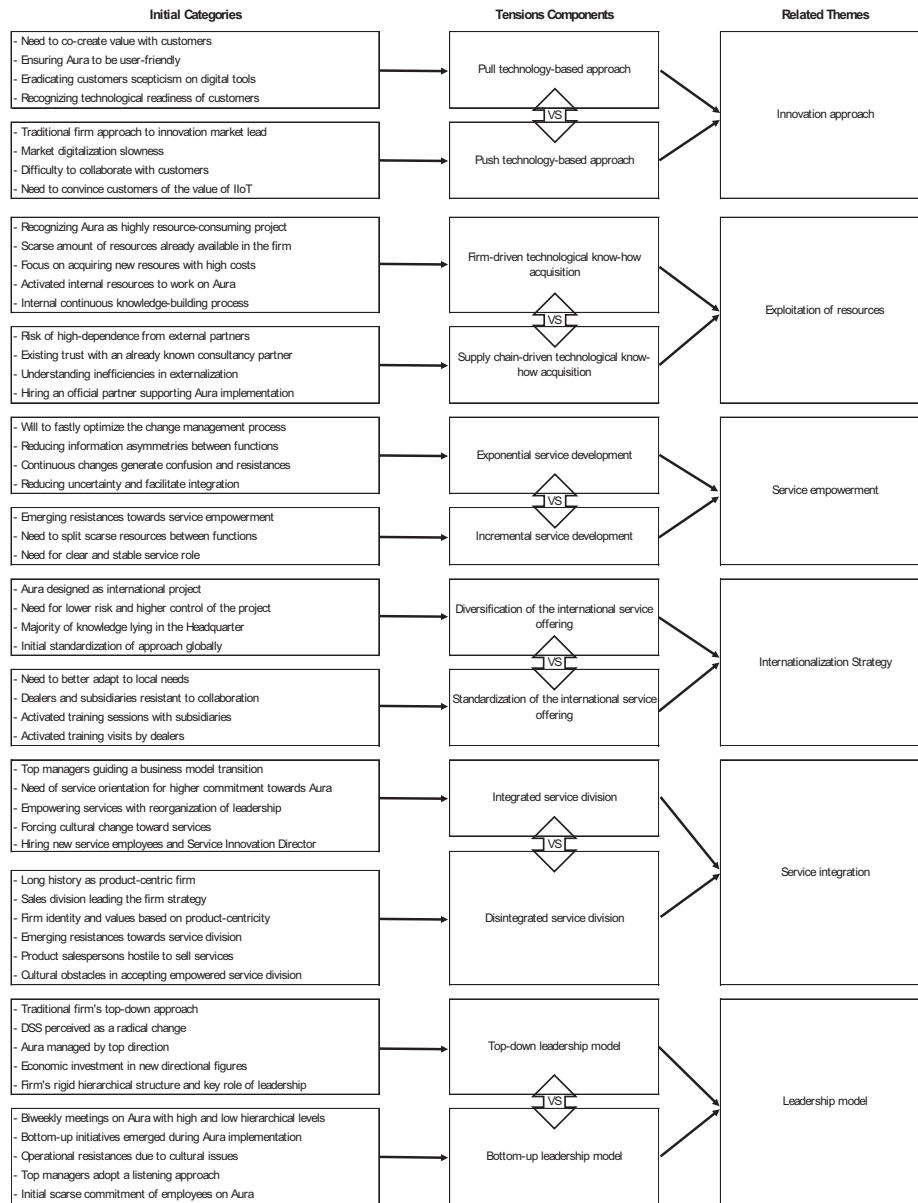 Initial Categories
Tensions Components
Related Themes
- Need to co-create value with customers
- Ensuring Aura to be user-friendly
- Eradicating customers scepticism on digital tools
- Recognizing technological readiness of customers
Pull technology-based approach
VS
- Traditional firm approach to innovation market lead
- Market digitalization slowness
- Difficulty to collaborate with customers
- Need to convince customers of the value of IIoT
Push technology-based approach
Innovation approach
- Recognizing Aura as highly resource-consuming project
- Scarse amount of resources already available in the firm
- Focus on acquiring new resoures with high costs
- Activated internal resources to work on Aura
- Internal continuous knowledge-building process
Firm-driven technological know-how
acquisition
VS
- Risk of high-dependence from external partners
- Existing trust with an already known consultancy partner
- Understanding inefficiencies in externalization
- Hiring an official partner supporting Aura implementation
Supply chain-driven technological know-
how acquisition
Exploitation of resources
- Will to fastly optimize the change management process
- Reducing information asymmetries between functions
- Continuous changes generate confusion and resistances
- Reducing uncertainty and facilitate integration
Exponential service development
VS
- Emerging resistances towards service empowerment
- Need to split scarse resources between functions
- Need for clear and stable service role
Incremental service development
Service empowerment
- Aura designed as international project
- Need for lower risk and higher control of the project
- Majority of knowledge lying in the Headquarter
- Initial standardization of approach globally
Diversification of the international service
offering
VS
- Need to better adapt to local needs
- Dealers and subsidiaries resistant to collaboration
- Activated training sessions with subsidiaries
- Activated training visits by dealers
Standardization of the international service
offering
Internationalization Strategy
- Top managers guiding a business model transition
- Need of service orientation for higher commitment towards Aura
- Empowering services with reorganization of leadership
- Forcing cultural change toward services
- Hiring new service employees and Service Innovation Director
Integrated service division
VS
- Long history as product-centric firm
- Sales division leading the firm strategy
- Firm identity and values based on product-centricity
- Emerging resistances towards service division
- Product salespersons hostile to sell services
- Cultural obstacles in accepting empowered service division
Disintegrated service division
Service integration
- Traditional firm's top-down approach
- DSS perceived as a radical change
- Aura managed by top direction
- Economic investment in new directional figures
- Firm's rigid hierarchical structure and key role of leadership
Top-down leadership model
VS
- Biweekly meetings on Aura with high and low hierarchical levels
- Bottom-up initiatives emerged during Aura implementation
- Operational resistances due to cultural issues
- Top managers adopt a listening approach
- Initial scarse commitment of employees on Aura
Bottom-up leadership model
Leadership model